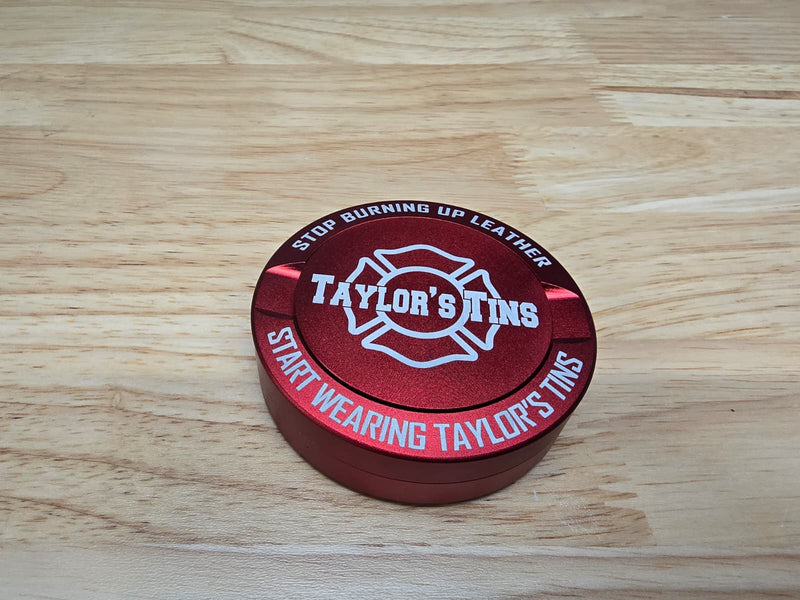 STOP BURNING UP LEATHER
TAYLOR'S TINS
START WEARING TAYLOR'S TINS